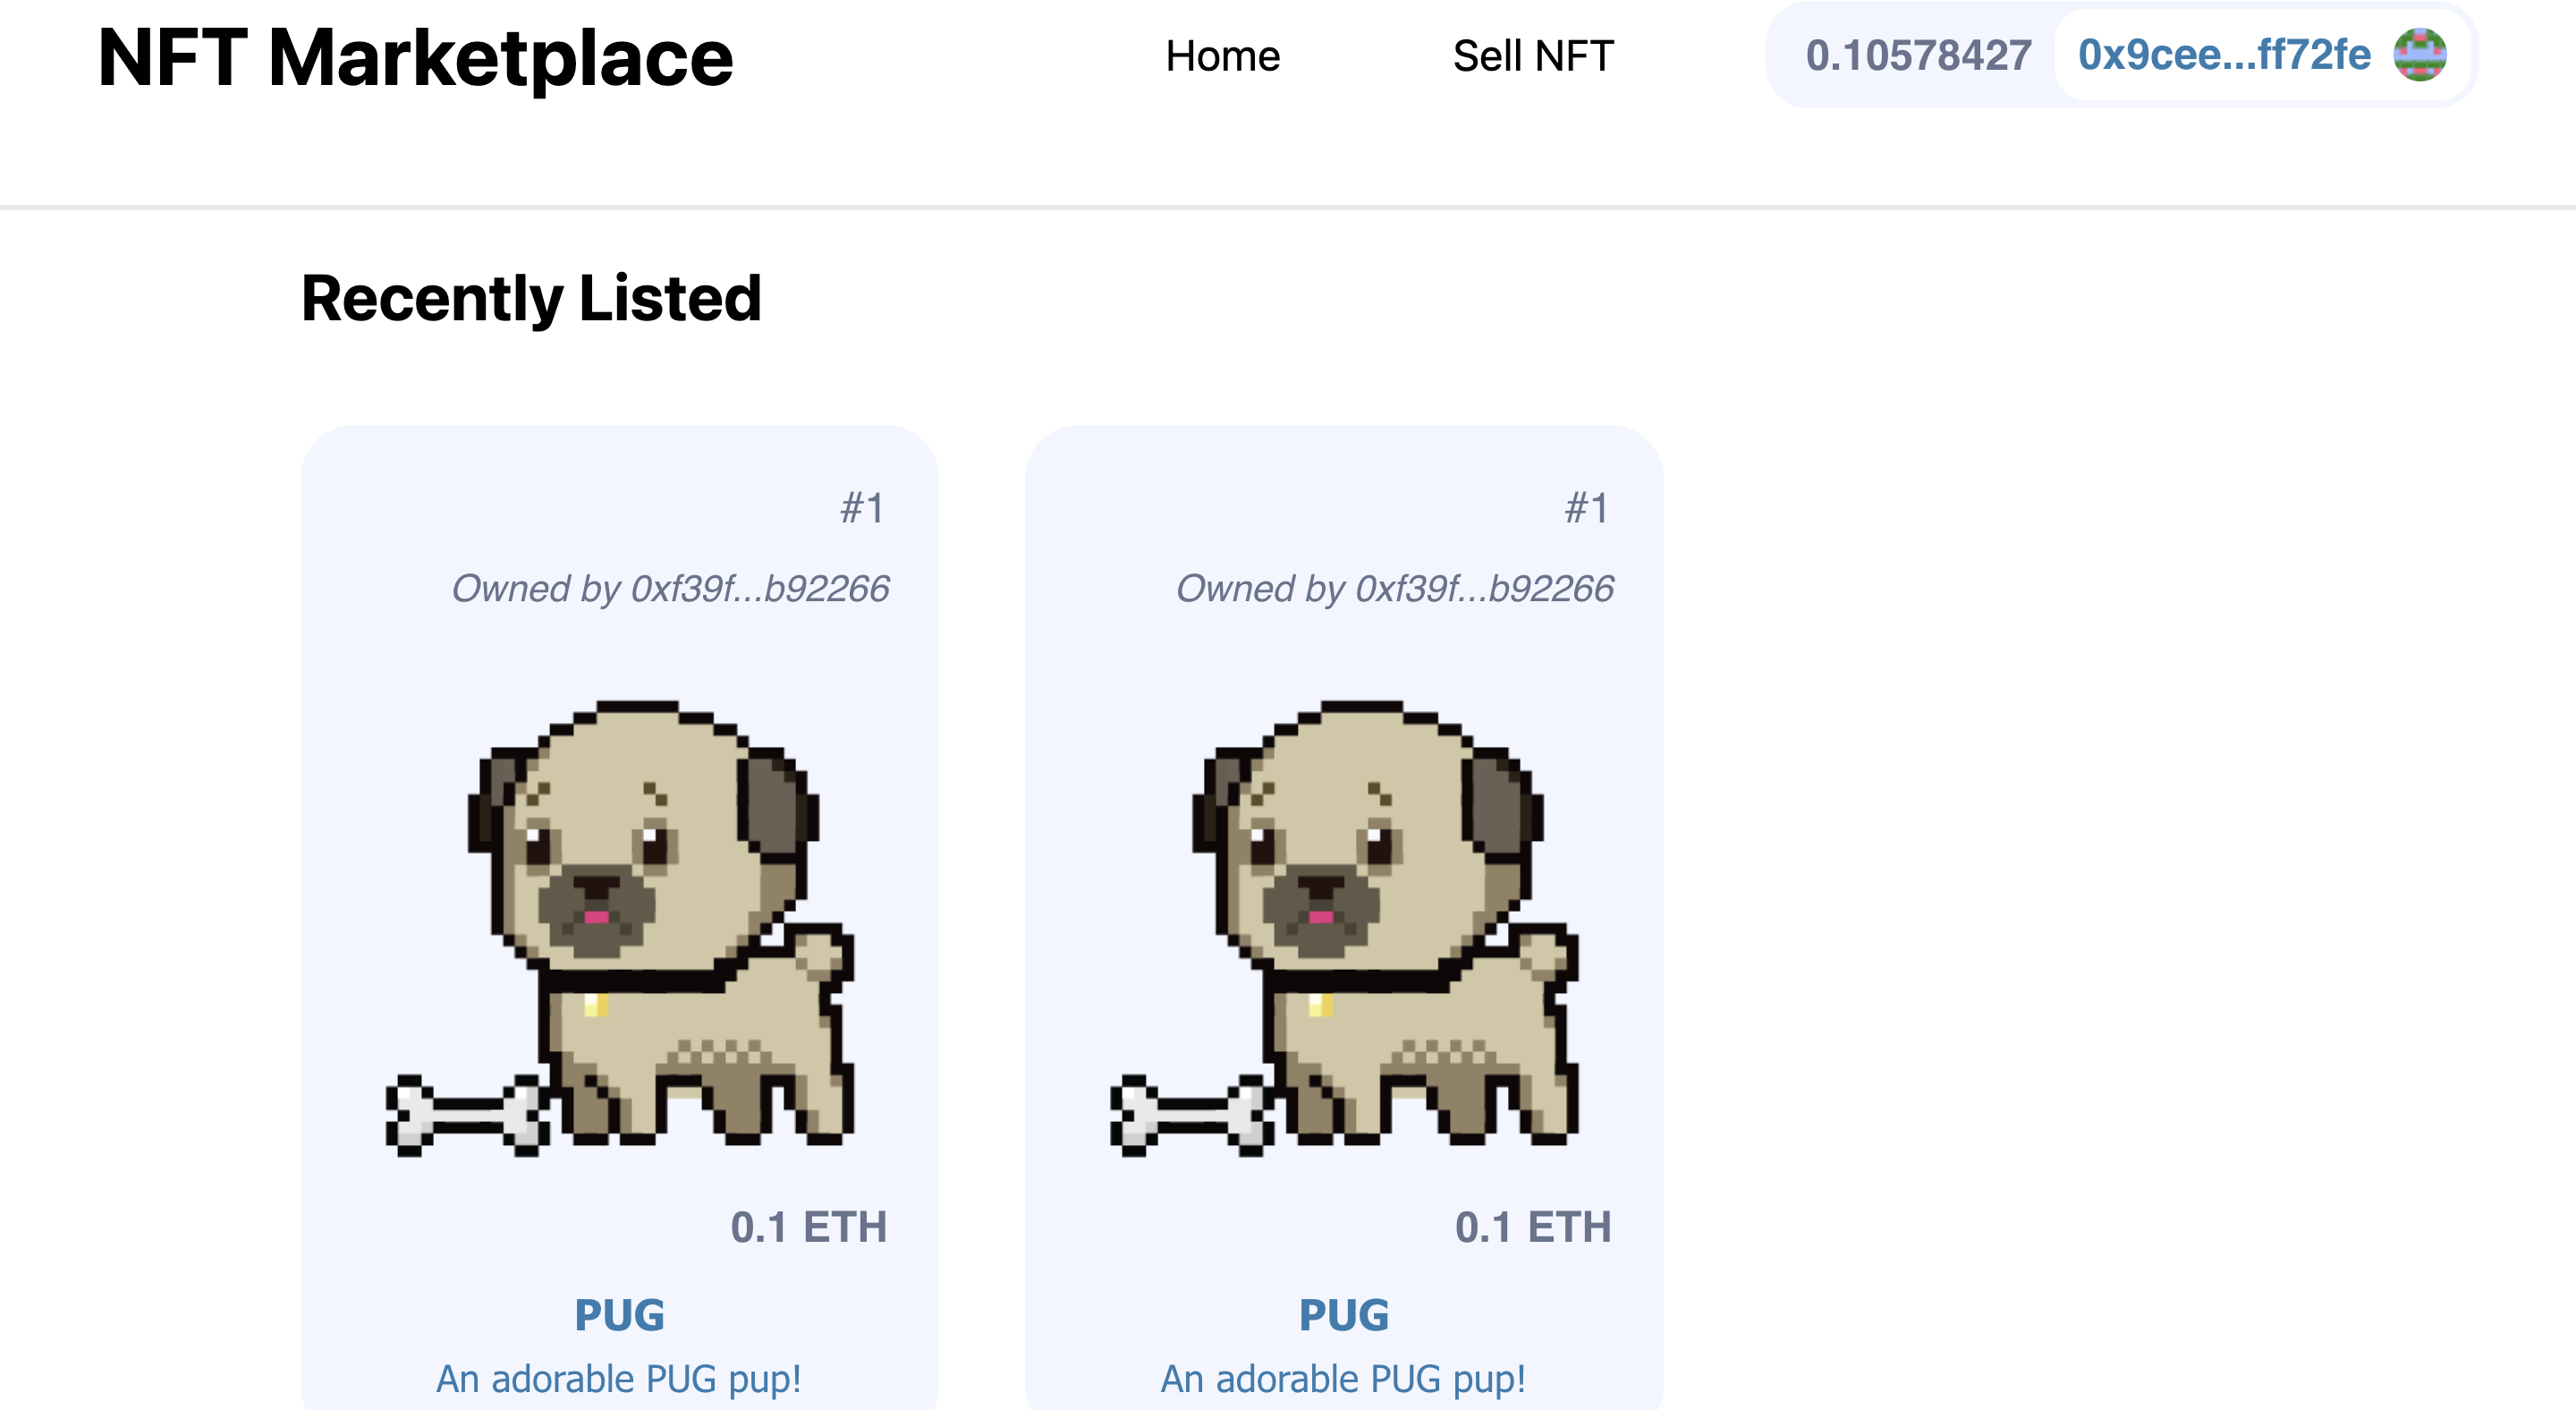 NFT Marketplace Home Sell NFT 0.10578427 0x9cee...ff72fe
Recently Listed
#1
Owned by 0xf39f...b92266
0.1 ETH
PUG
An adorable PUG pup!
#1
Owned by 0xf39f...b92266
0.1 ETH
PUG
An adorable PUG pup!